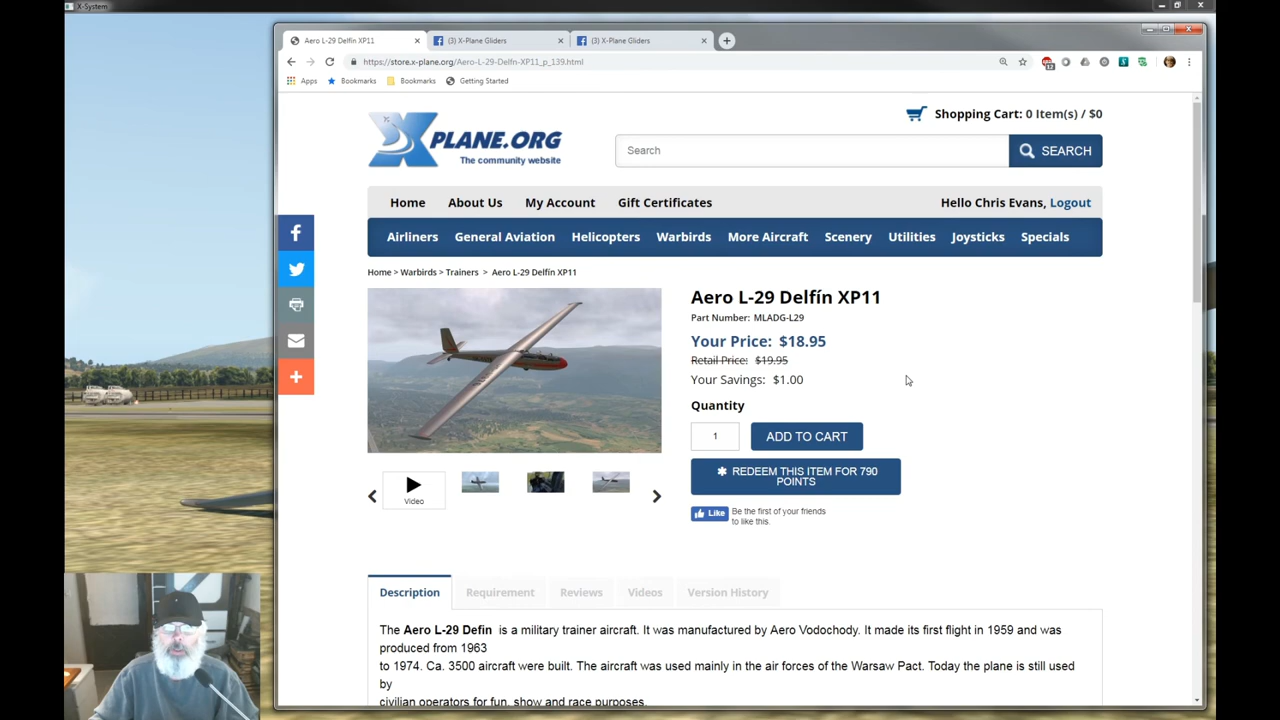 X-System
Aero L-29 Delfín XP11
(3) X-Plane Gliders
(3) X-Plane Gliders
https://store.x-plane.org/Aero-L-29-Delfn-XP11_p_139.html
Apps Bookmarks Bookmarks Getting Started
Shopping Cart: 0 Item(s) / $0
XPLANE.ORG
The community website
Search
SEARCH
Home About Us My Account Gift Certificates
Hello Chris Evans, Logout
Airliners General Aviation Helicopters Warbirds More Aircraft Scenery Utilities Joysticks Specials
Home > Warbirds > Trainers > Aero L-29 Delfín XP11
Aero L-29 Delfín XP11
Part Number: MLADG-L29
Your Price: $18.95
Retail Price: $19.95
Your Savings: $1.00
Quantity
1
ADD TO CART
✱ REDEEM THIS ITEM FOR 790
POINTS
Video
Like
Be the first of your friends
to like this.
Description Requirement Reviews Videos Version History
The Aero L-29 Defin is a military trainer aircraft. It was manufactured by Aero Vodochody. It made its first flight in 1959 and was
produced from 1963
to 1974. Ca. 3500 aircraft were built. The aircraft was used mainly in the air forces of the Warsaw Pact. Today the plane is still used
by
civilian operators for fun, show and race purposes.